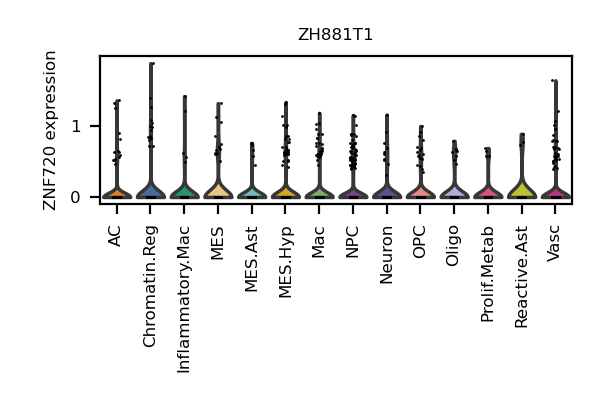 ZH881T1
ZNF720 expression
1
0
AC
Chromatin.Reg
Inflammatory.Mac
MES
MES.Ast
MES.Hyp
Mac
NPC
Neuron
OPC
Oligo
Prolif.Metab
Reactive.Ast
Vasc